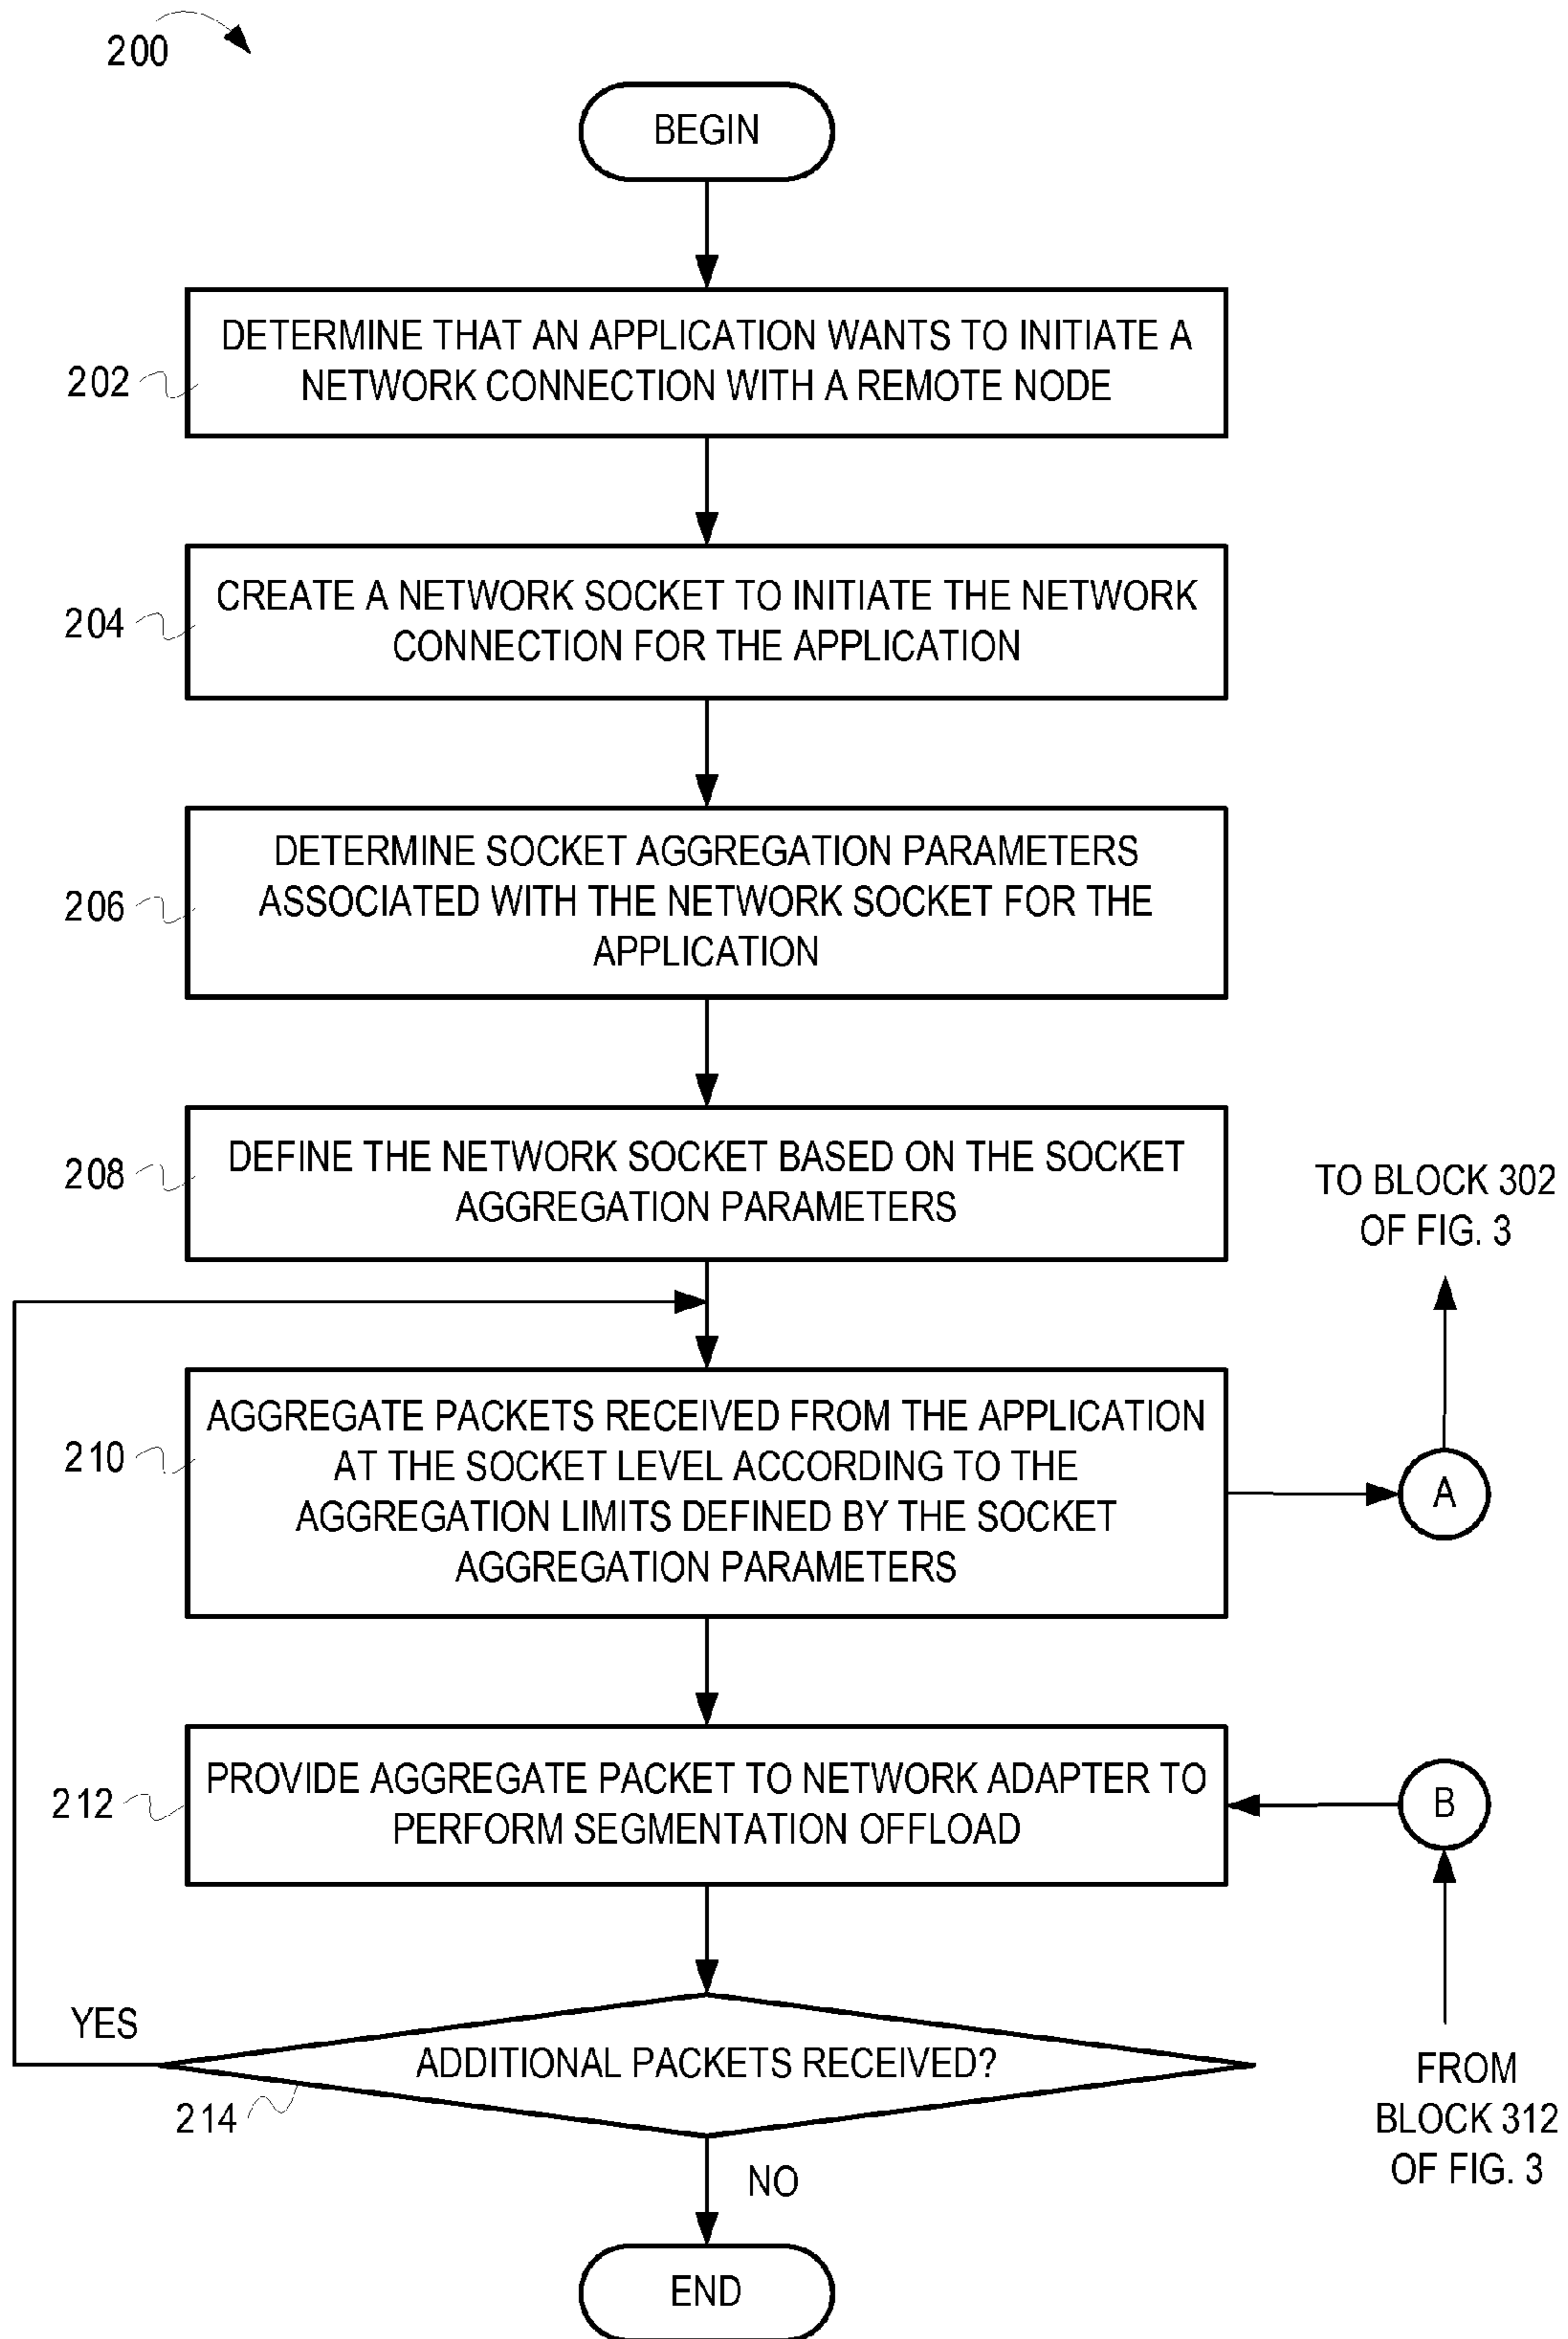 200
BEGIN
202
DETERMINE THAT AN APPLICATION WANTS TO INITIATE A
NETWORK CONNECTION WITH A REMOTE NODE
204
CREATE A NETWORK SOCKET TO INITIATE THE NETWORK
CONNECTION FOR THE APPLICATION
206
DETERMINE SOCKET AGGREGATION PARAMETERS
ASSOCIATED WITH THE NETWORK SOCKET FOR THE
APPLICATION
208
DEFINE THE NETWORK SOCKET BASED ON THE SOCKET
AGGREGATION PARAMETERS
TO BLOCK 302
OF FIG. 3
210
AGGREGATE PACKETS RECEIVED FROM THE APPLICATION
AT THE SOCKET LEVEL ACCORDING TO THE
AGGREGATION LIMITS DEFINED BY THE SOCKET
AGGREGATION PARAMETERS
A
212
PROVIDE AGGREGATE PACKET TO NETWORK ADAPTER TO
PERFORM SEGMENTATION OFFLOAD
B
YES
ADDITIONAL PACKETS RECEIVED?
214
FROM
BLOCK 312
OF FIG. 3
NO
END